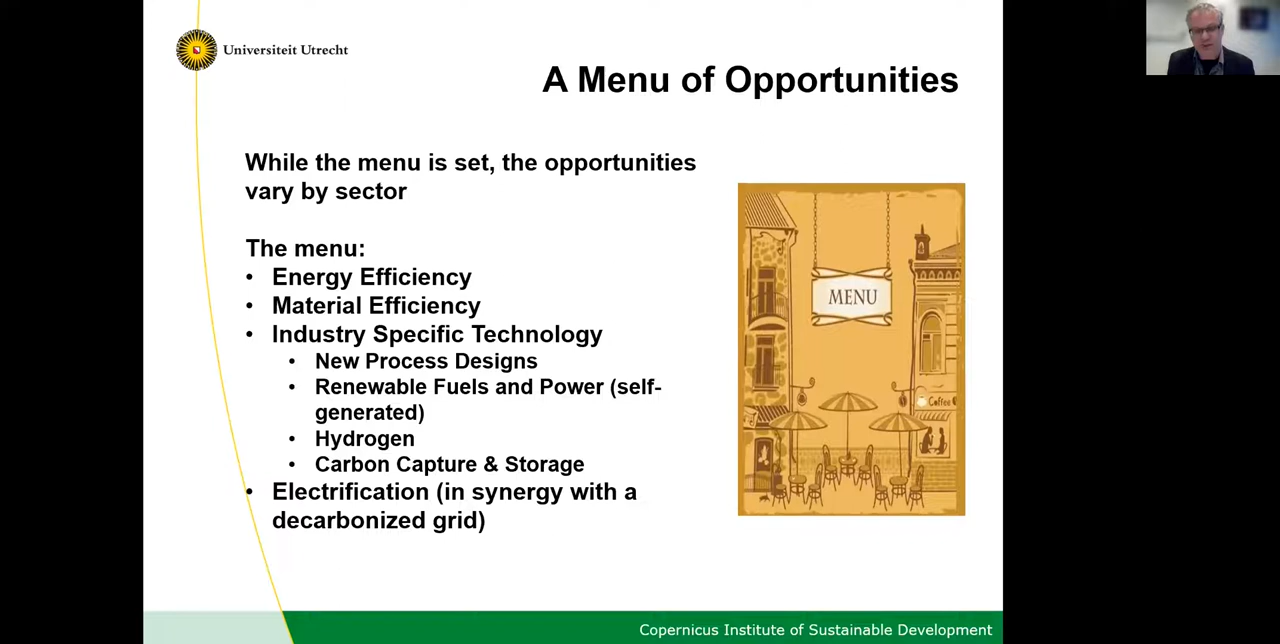 Universiteit Utrecht
A Menu of Opportunities
While the menu is set, the opportunities
vary by sector
The menu:
• Energy Efficiency
• Material Efficiency
• Industry Specific Technology
• New Process Designs
• Renewable Fuels and Power (self-
generated)
• Hydrogen
• Carbon Capture & Storage
• Electrification (in synergy with a
decarbonized grid)
MENU
Coffee
Copernicus Institute of Sustainable Development